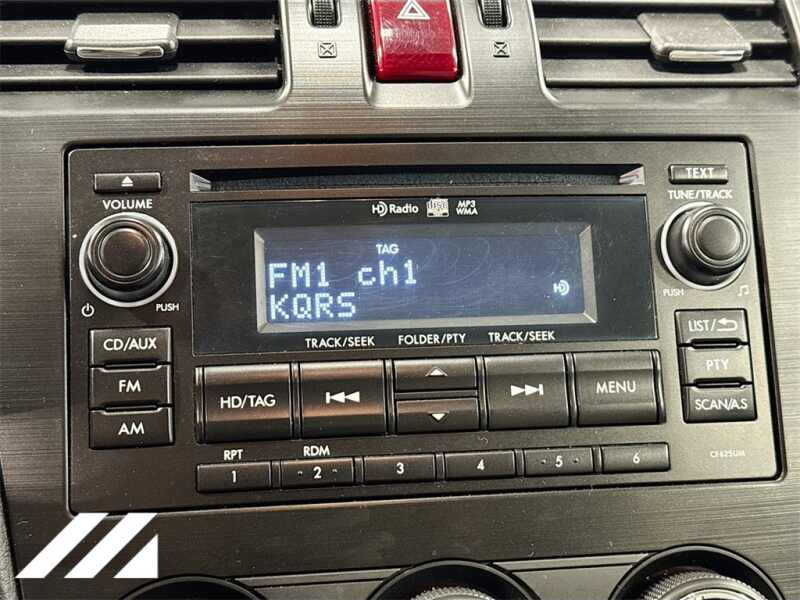 TEXT
VOLUME
TUNE/TRACK
HD Radio
MP3
WMA
TAG
FM1 ch1
KQRS
HD
PUSH
PUSH
TRACK/SEEK
FOLDER/PTY
TRACK/SEEK
CD/AUX
FM
AM
HD/TAG
MENU
LIST/
PTY
SCAN/A.S
RPT
RDM
1
2
3
4
5
6
CF625UM